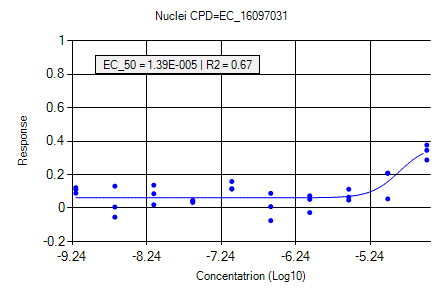 Nuclei CPD=EC_16097031
EC_50 = 1.39E-005 | R2 = 0.67
Response
1
0.8
0.6
0.4
0.2
0
-0.2
-9.24 -8.24 -7.24 -6.24 -5.24
Concentatrion (Log10)